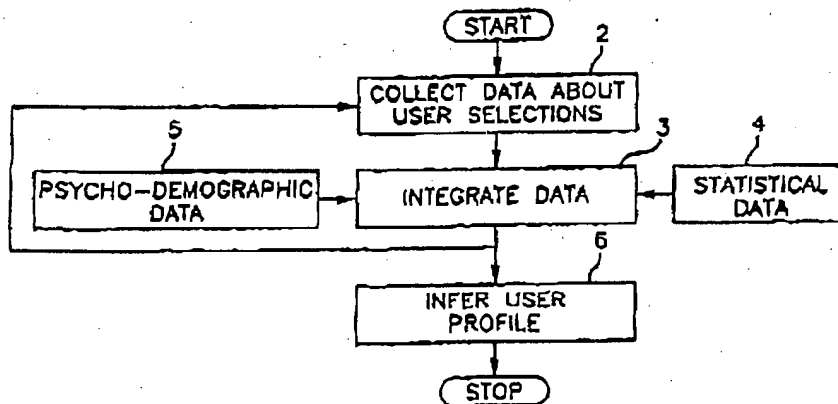 START
2
COLLECT DATA ABOUT
USER SELECTIONS
5
3
4
PSYCHO-DEMOGRAPHIC
DATA
INTEGRATE DATA
STATISTICAL
DATA
6
INFER USER
PROFILE
STOP